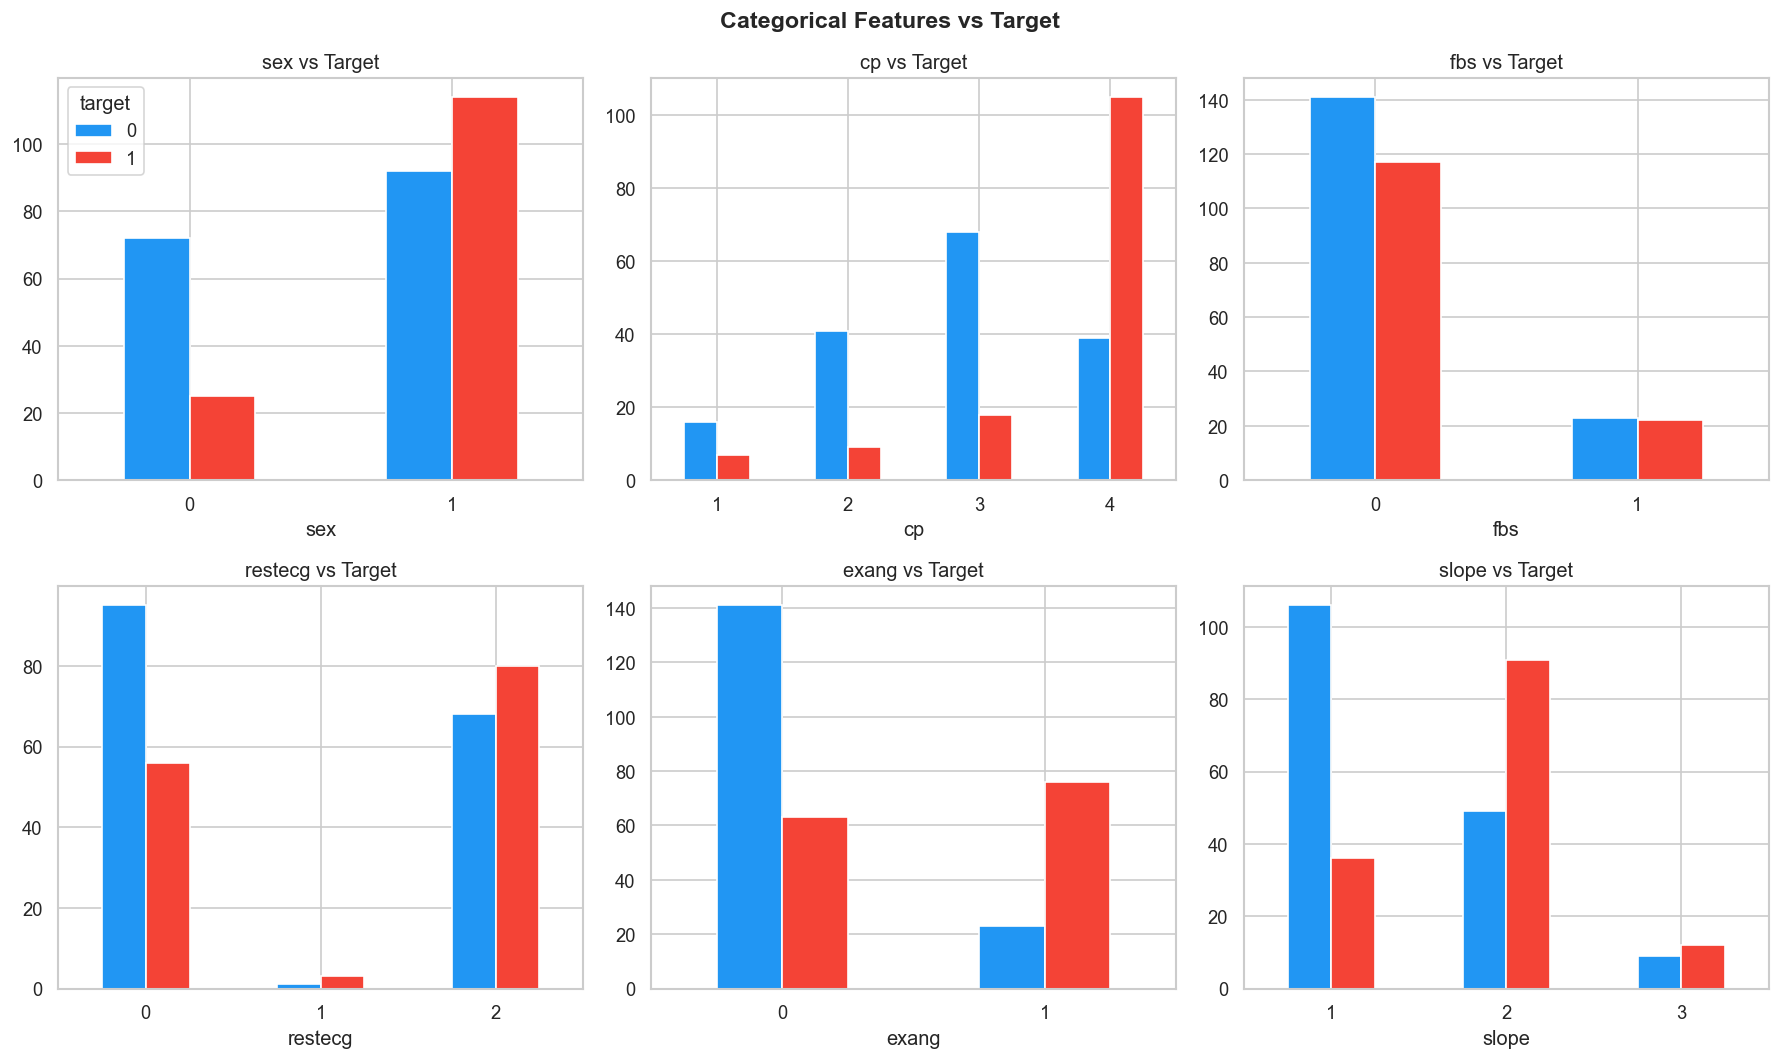 Categorical Features vs Target
sex vs Target
target
0
1
100
80
60
40
20
0
0 1
sex
cp vs Target
100
80
60
40
20
0
1 2 3 4
cp
fbs vs Target
140
120
100
80
60
40
20
0
0 1
fbs
restecg vs Target
80
60
40
20
0
0 1 2
restecg
exang vs Target
140
120
100
80
60
40
20
0
0 1
exang
slope vs Target
100
80
60
40
20
0
1 2 3
slope